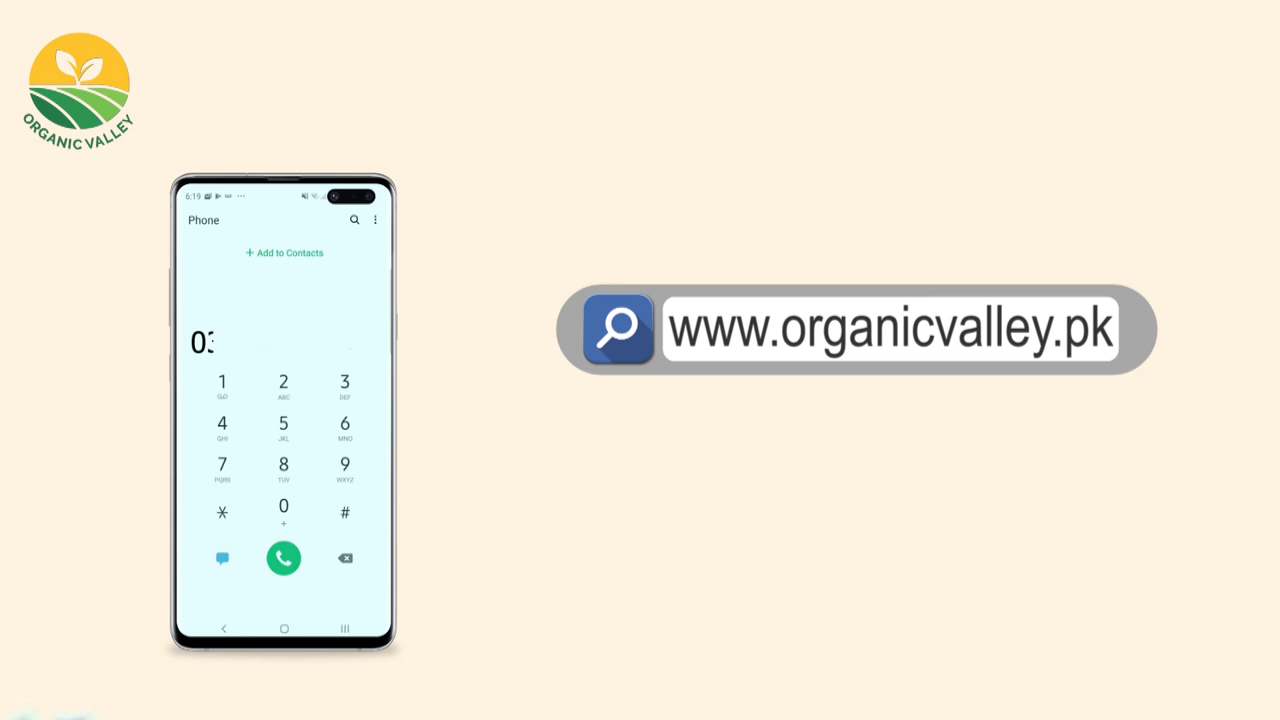 ORGANIC VALLEY
6:19
Phone
+ Add to Contacts
03
1 2 3
ABC DEF
4 5 6
GHI JKL MNO
7 8 9
PQRS TUV WXYZ
* 0 #
+
www.organicvalley.pk